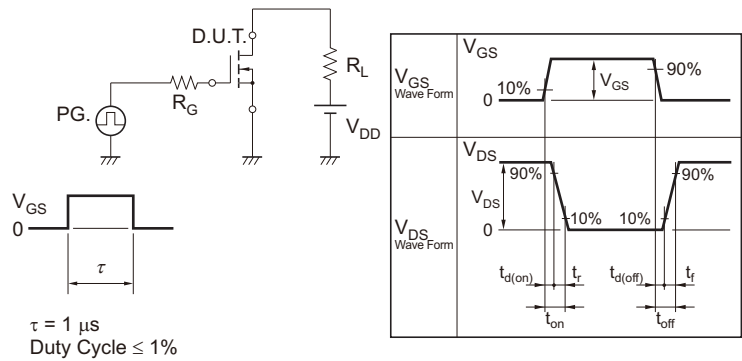 D.U.T.
R_L
R_G
PG.
V_DD
V_GS
0
τ
τ = 1 μs
Duty Cycle ≤ 1%
V_GS
Wave Form
V_GS
10%
V_GS
90%
0
V_DS
Wave Form
V_DS
90%
90%
V_DS
10% 10%
0
t_d(on) t_r t_d(off) t_f
t_on t_off